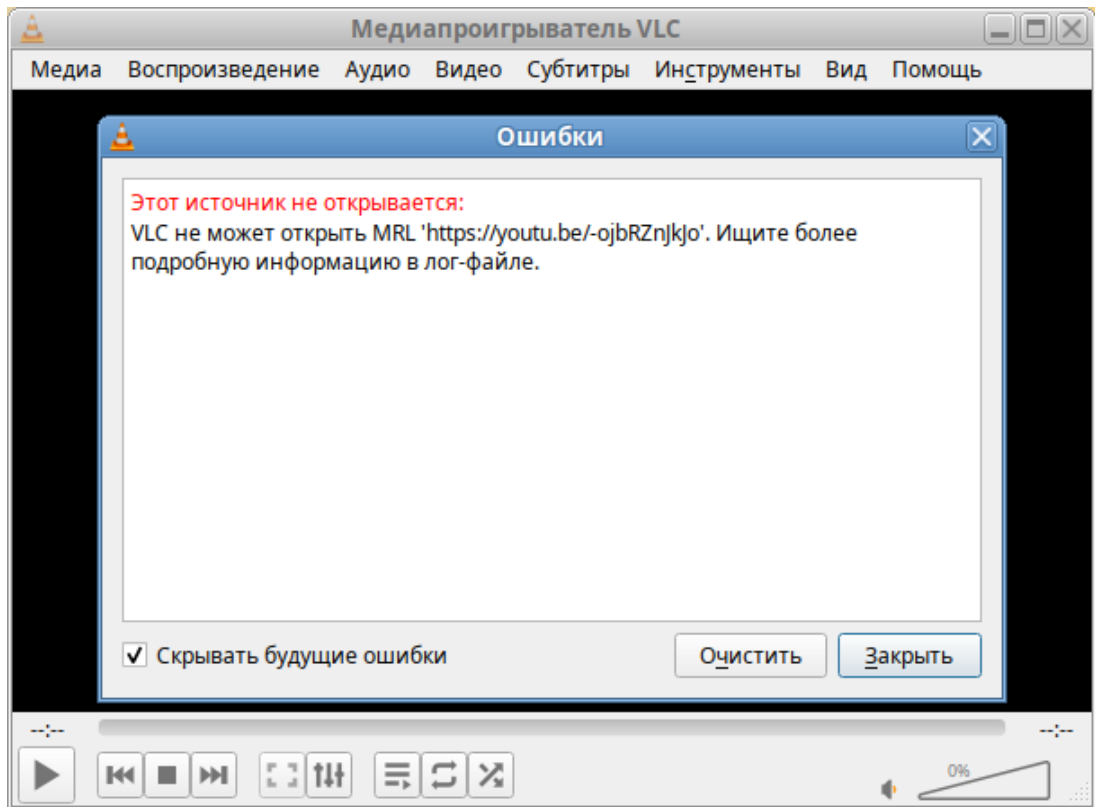 Медиапроигрыватель VLC
Медиа Воспроизведение Аудио Видео Субтитры Инструменты Вид Помощь
Ошибки
Этот источник не открывается:
VLC не может открыть MRL 'https://youtu.be/-ojbRZnJkJo'. Ищите более
подробную информацию в лог-файле.
Скрывать будущие ошибки Очистить Закрыть
--:-- --:--
0%